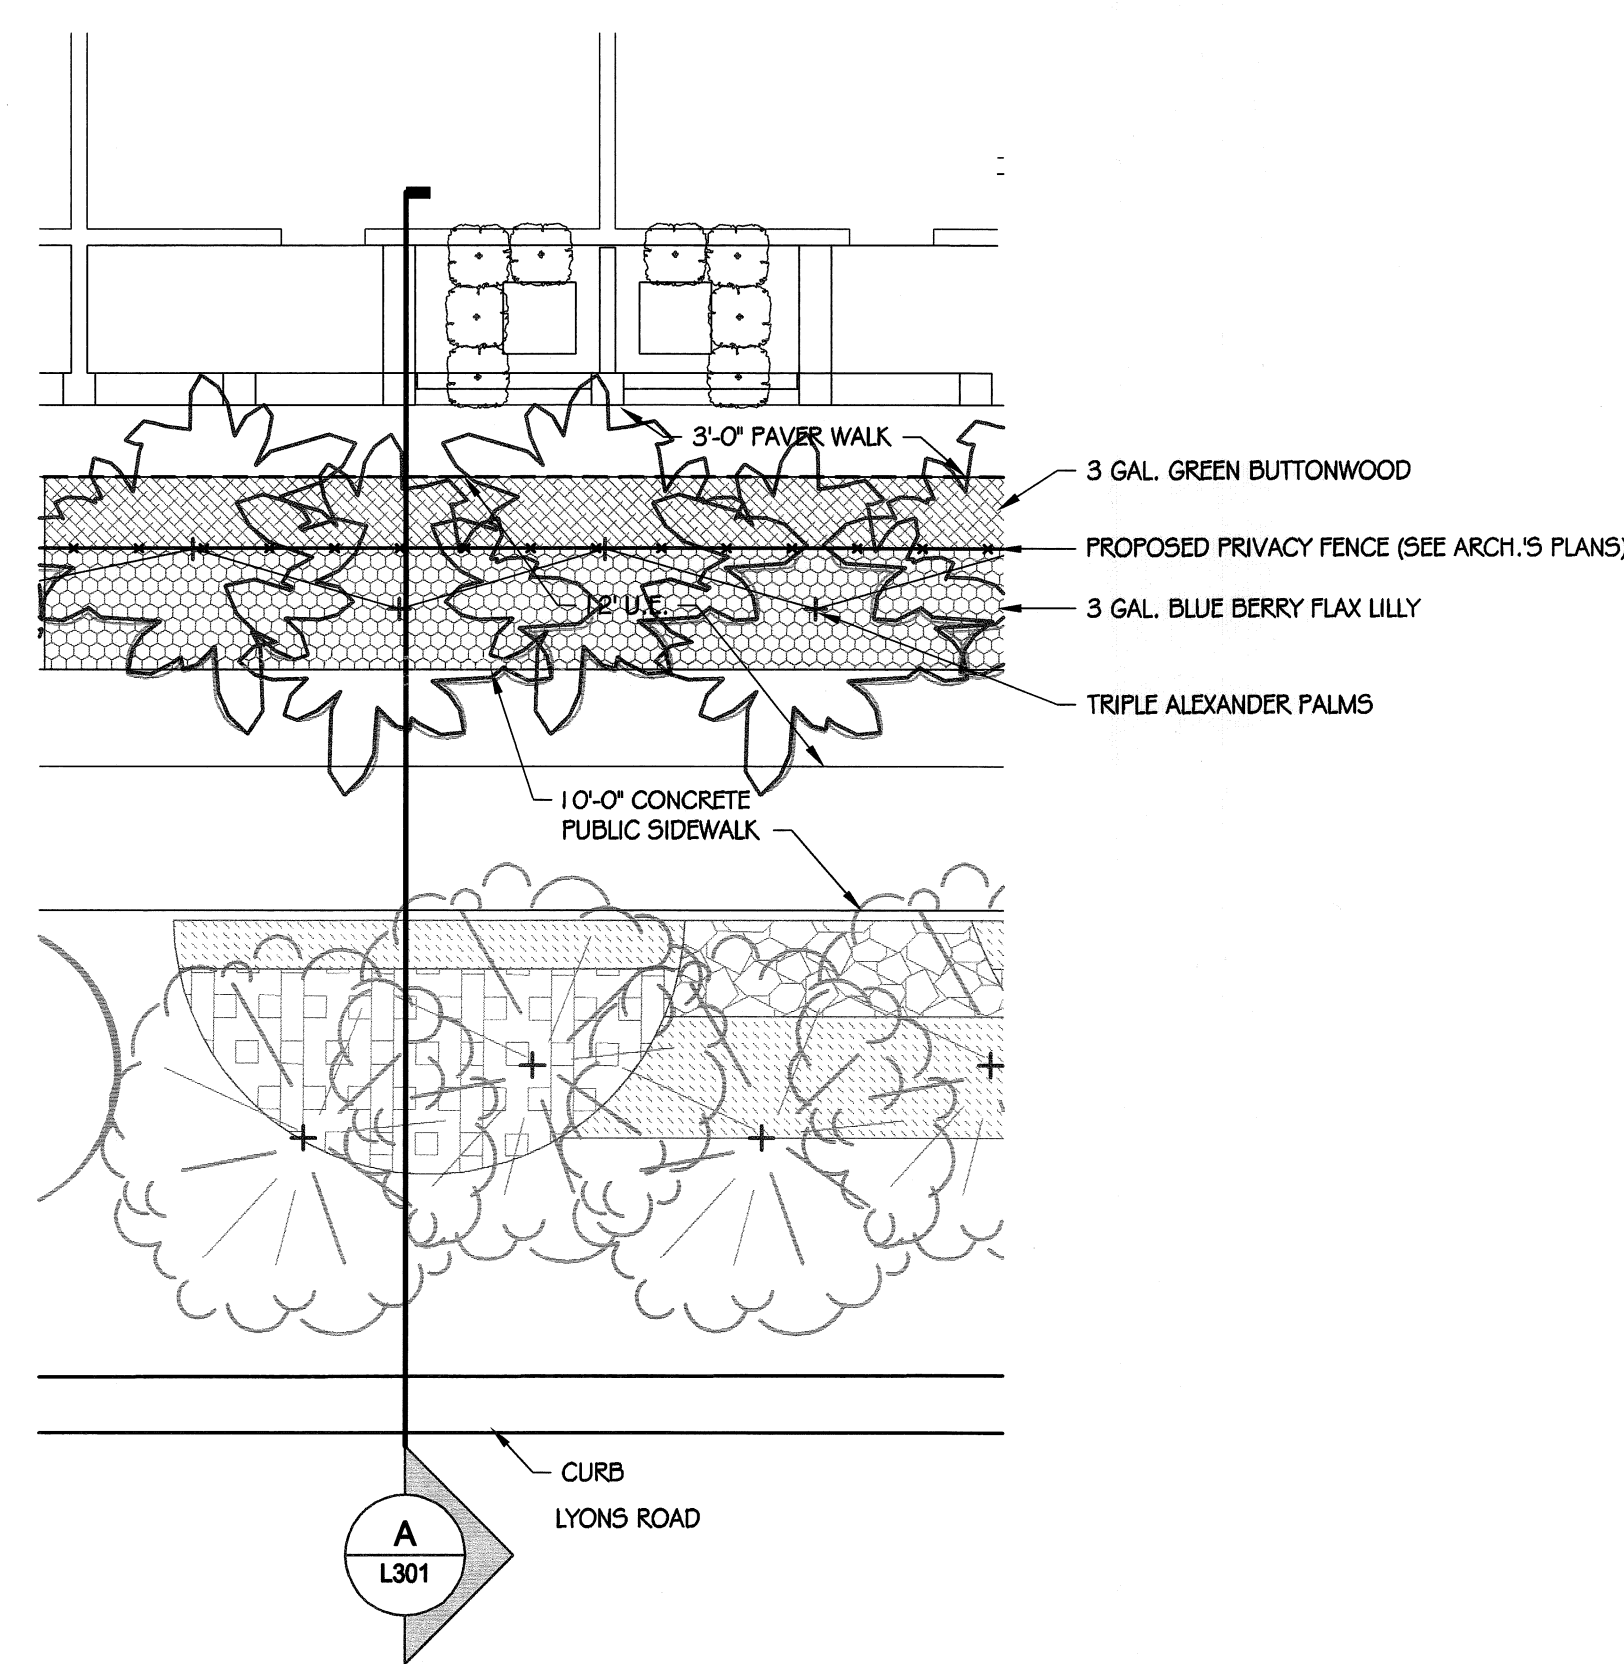 3'-0" PAVER WALK
3 GAL. GREEN BUTTONWOOD
PROPOSED PRIVACY FENCE (SEE ARCH.'S PLANS)
12' U.E.
3 GAL. BLUE BERRY FLAX LILLY
TRIPLE ALEXANDER PALMS
10'-0" CONCRETE
PUBLIC SIDEWALK
CURB
LYONS ROAD
A
L301